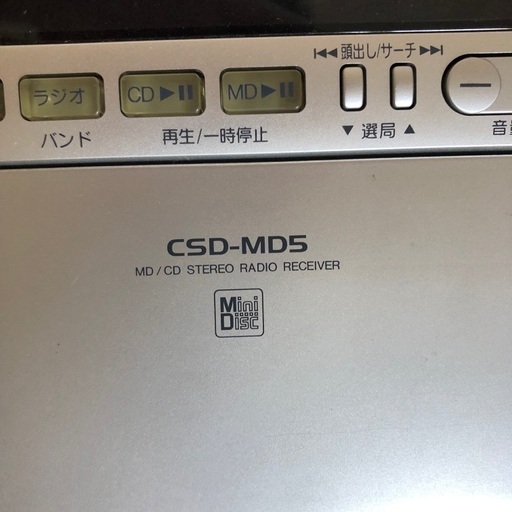 |◀◀ 頭出し/サーチ ▶▶|
ラジオ CD ▶▮▮ MD ▶▮▮
バンド 再生/一時停止 ▼ 選局 ▲
CSD-MD5
MD/CD STEREO RADIO RECEIVER
Mini
Disc